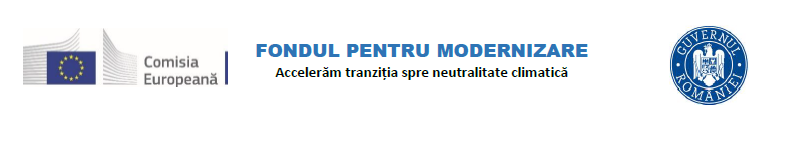 Comisia
Europeană
FONDUL PENTRU MODERNIZARE
Accelerăm tranziția spre neutralitate climatică
GUVERNUL
ROMÂNIEI